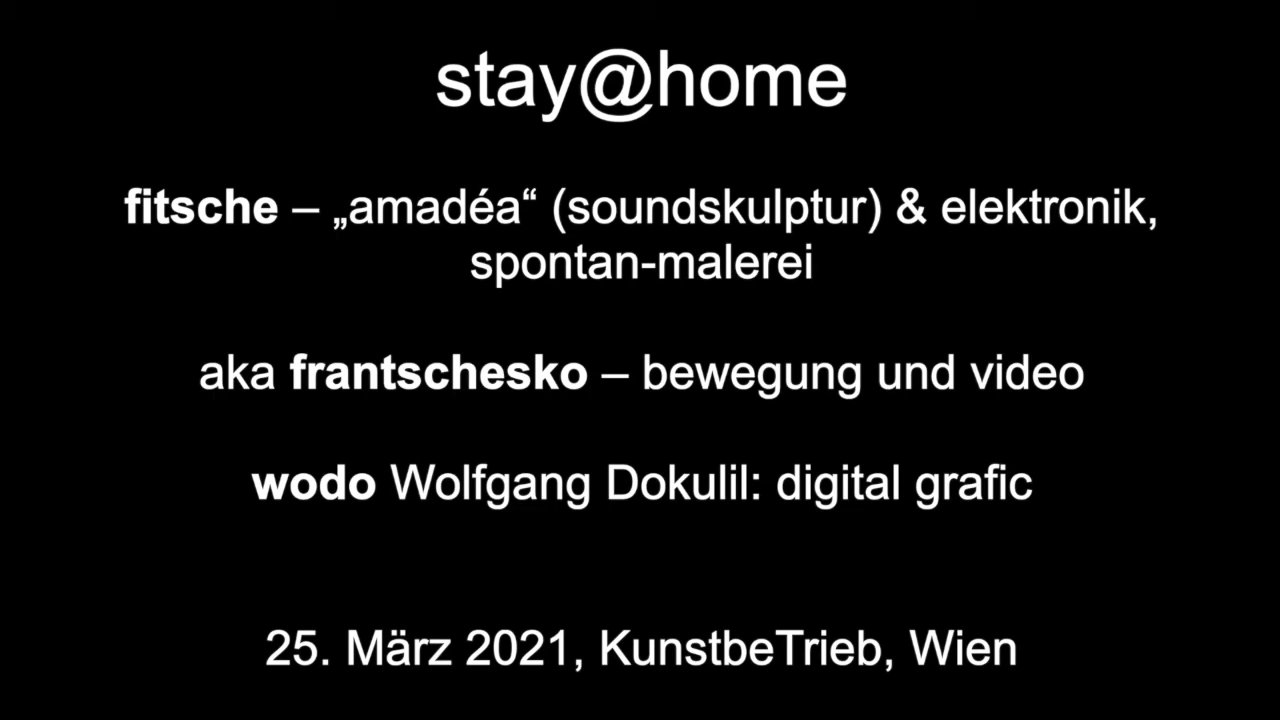 stay@home
fitsche – „amadéa“ (soundskulptur) & elektronik,
spontan-malerei
aka frantschesko – bewegung und video
wodo Wolfgang Dokulil: digital grafic
25. März 2021, KunstbeTrieb, Wien